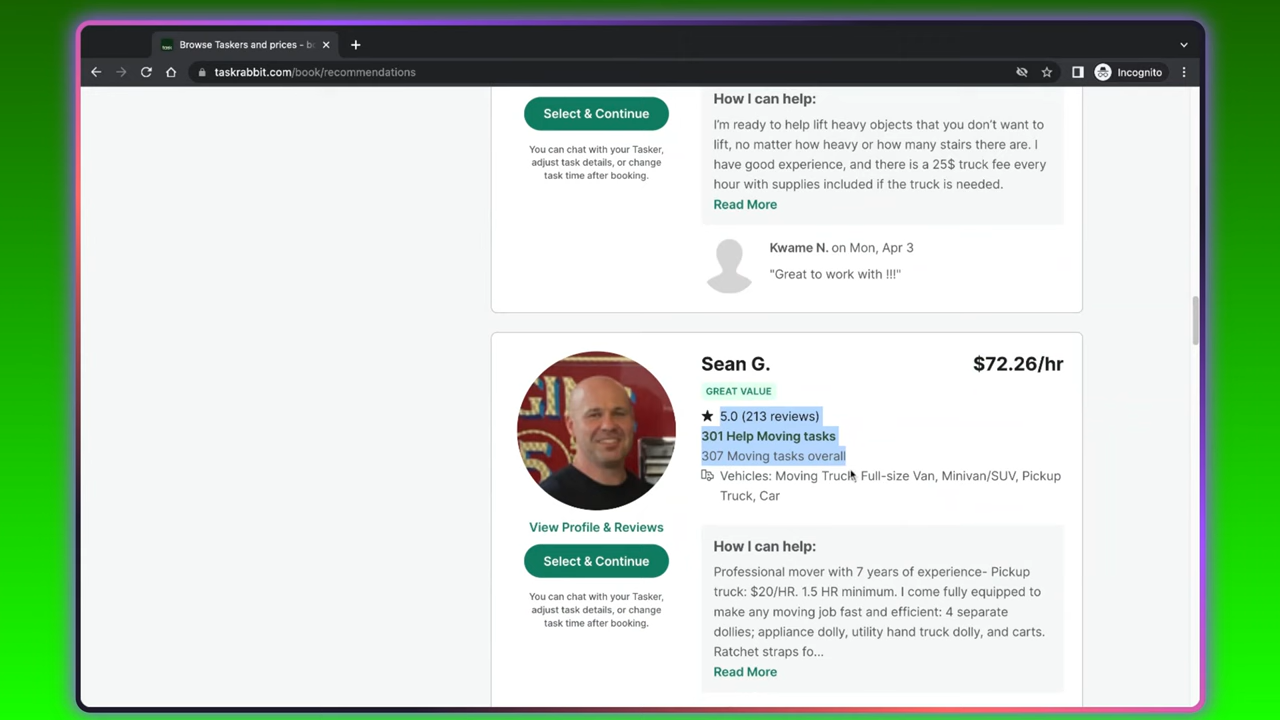 Browse Taskers and prices - bo
taskrabbit.com/book/recommendations
Incognito
Select & Continue
You can chat with your Tasker,
adjust task details, or change
task time after booking.
How I can help:
I'm ready to help lift heavy objects that you don't want to
lift, no matter how heavy or how many stairs there are. I
have good experience, and there is a 25$ truck fee every
hour with supplies included if the truck is needed.
Read More
Kwame N. on Mon, Apr 3
"Great to work with !!!"
Sean G.
$72.26/hr
GREAT VALUE
5.0 (213 reviews)
301 Help Moving tasks
307 Moving tasks overall
Vehicles: Moving Truck, Full-size Van, Minivan/SUV, Pickup
Truck, Car
View Profile & Reviews
Select & Continue
You can chat with your Tasker,
adjust task details, or change
task time after booking.
How I can help:
Professional mover with 7 years of experience- Pickup
truck: $20/HR. 1.5 HR minimum. I come fully equipped to
make any moving job fast and efficient: 4 separate
dollies; appliance dolly, utility hand truck dolly, and carts.
Ratchet straps fo...
Read More